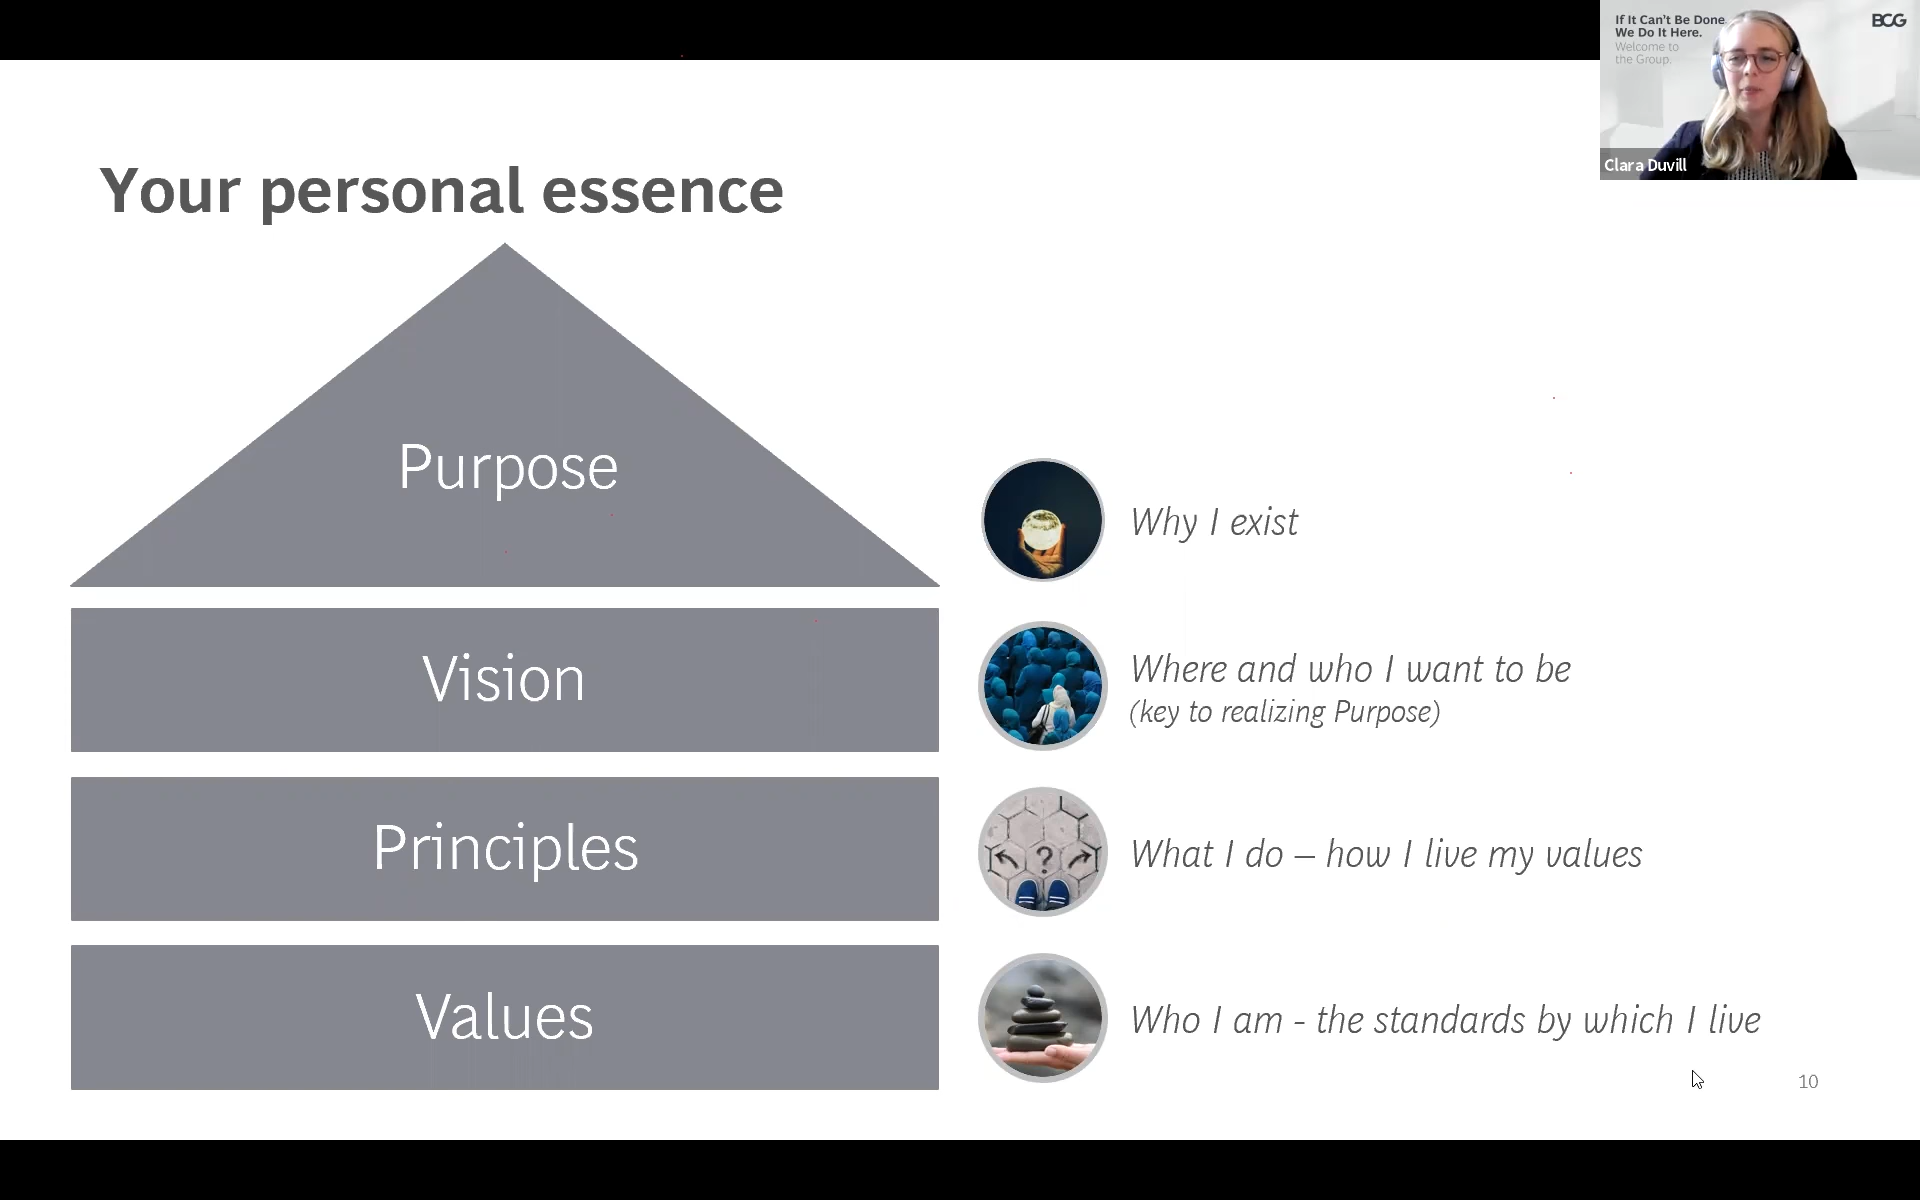 If It Can't Be Done
We Do It Here.
Welcome to
the Group.
BCG
Clara Duvill
Your personal essence
Purpose
Why I exist
Vision
Where and who I want to be
(key to realizing Purpose)
Principles
?
What I do – how I live my values
Values
Who I am - the standards by which I live
10